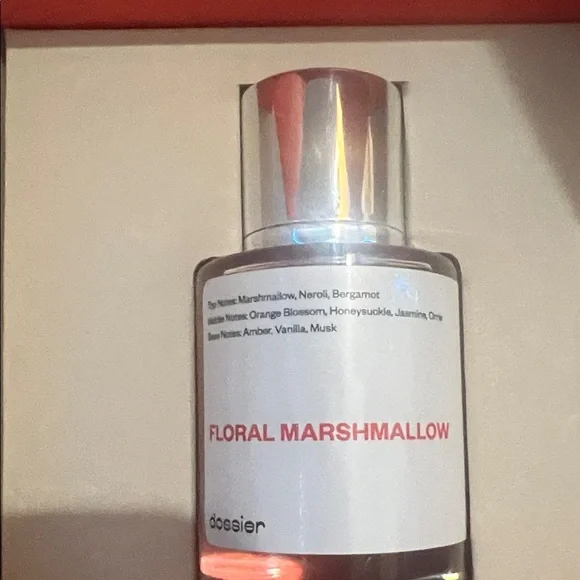 Top Notes: Marshmallow, Neroli, Bergamot
Middle Notes: Orange Blossom, Honeysuckle, Jasmine, Orris
Base Notes: Amber, Vanilla, Musk
FLORAL MARSHMALLOW
dossier